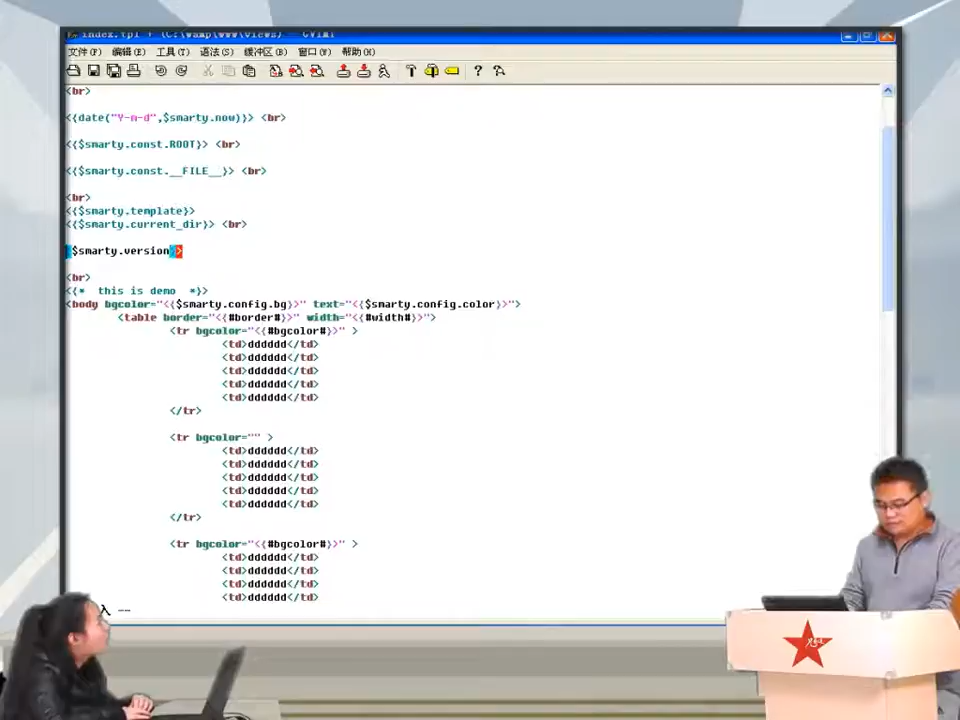 index.tpl + (C:\wamp\www\views) - GVIM1
文件(F) 编辑(E) 工具(T) 语法(S) 缓冲区(B) 窗口(W) 帮助(H)
<br>
<{date("Y-m-d",$smarty.now)}> <br>
<{$smarty.const.ROOT}> <br>
<{$smarty.const.__FILE__}> <br>
<br>
<{$smarty.template}>
<{$smarty.current_dir}> <br>
$smarty.version}>
<br>
<{* this is demo *}>
<body bgcolor="<{$smarty.config.bg}>" text="<{$smarty.config.color}>">
<table border="<{#border#}>" width="<{#width#}>">
<tr bgcolor="<{#bgcolor#}>" >
<td>dddddd</td>
<td>dddddd</td>
<td>dddddd</td>
<td>dddddd</td>
<td>dddddd</td>
</tr>
<tr bgcolor="" >
<td>dddddd</td>
<td>dddddd</td>
<td>dddddd</td>
<td>dddddd</td>
<td>dddddd</td>
</tr>
<tr bgcolor="<{#bgcolor#}>" >
<td>dddddd</td>
<td>dddddd</td>
<td>dddddd</td>
<td>dddddd</td>
入 --